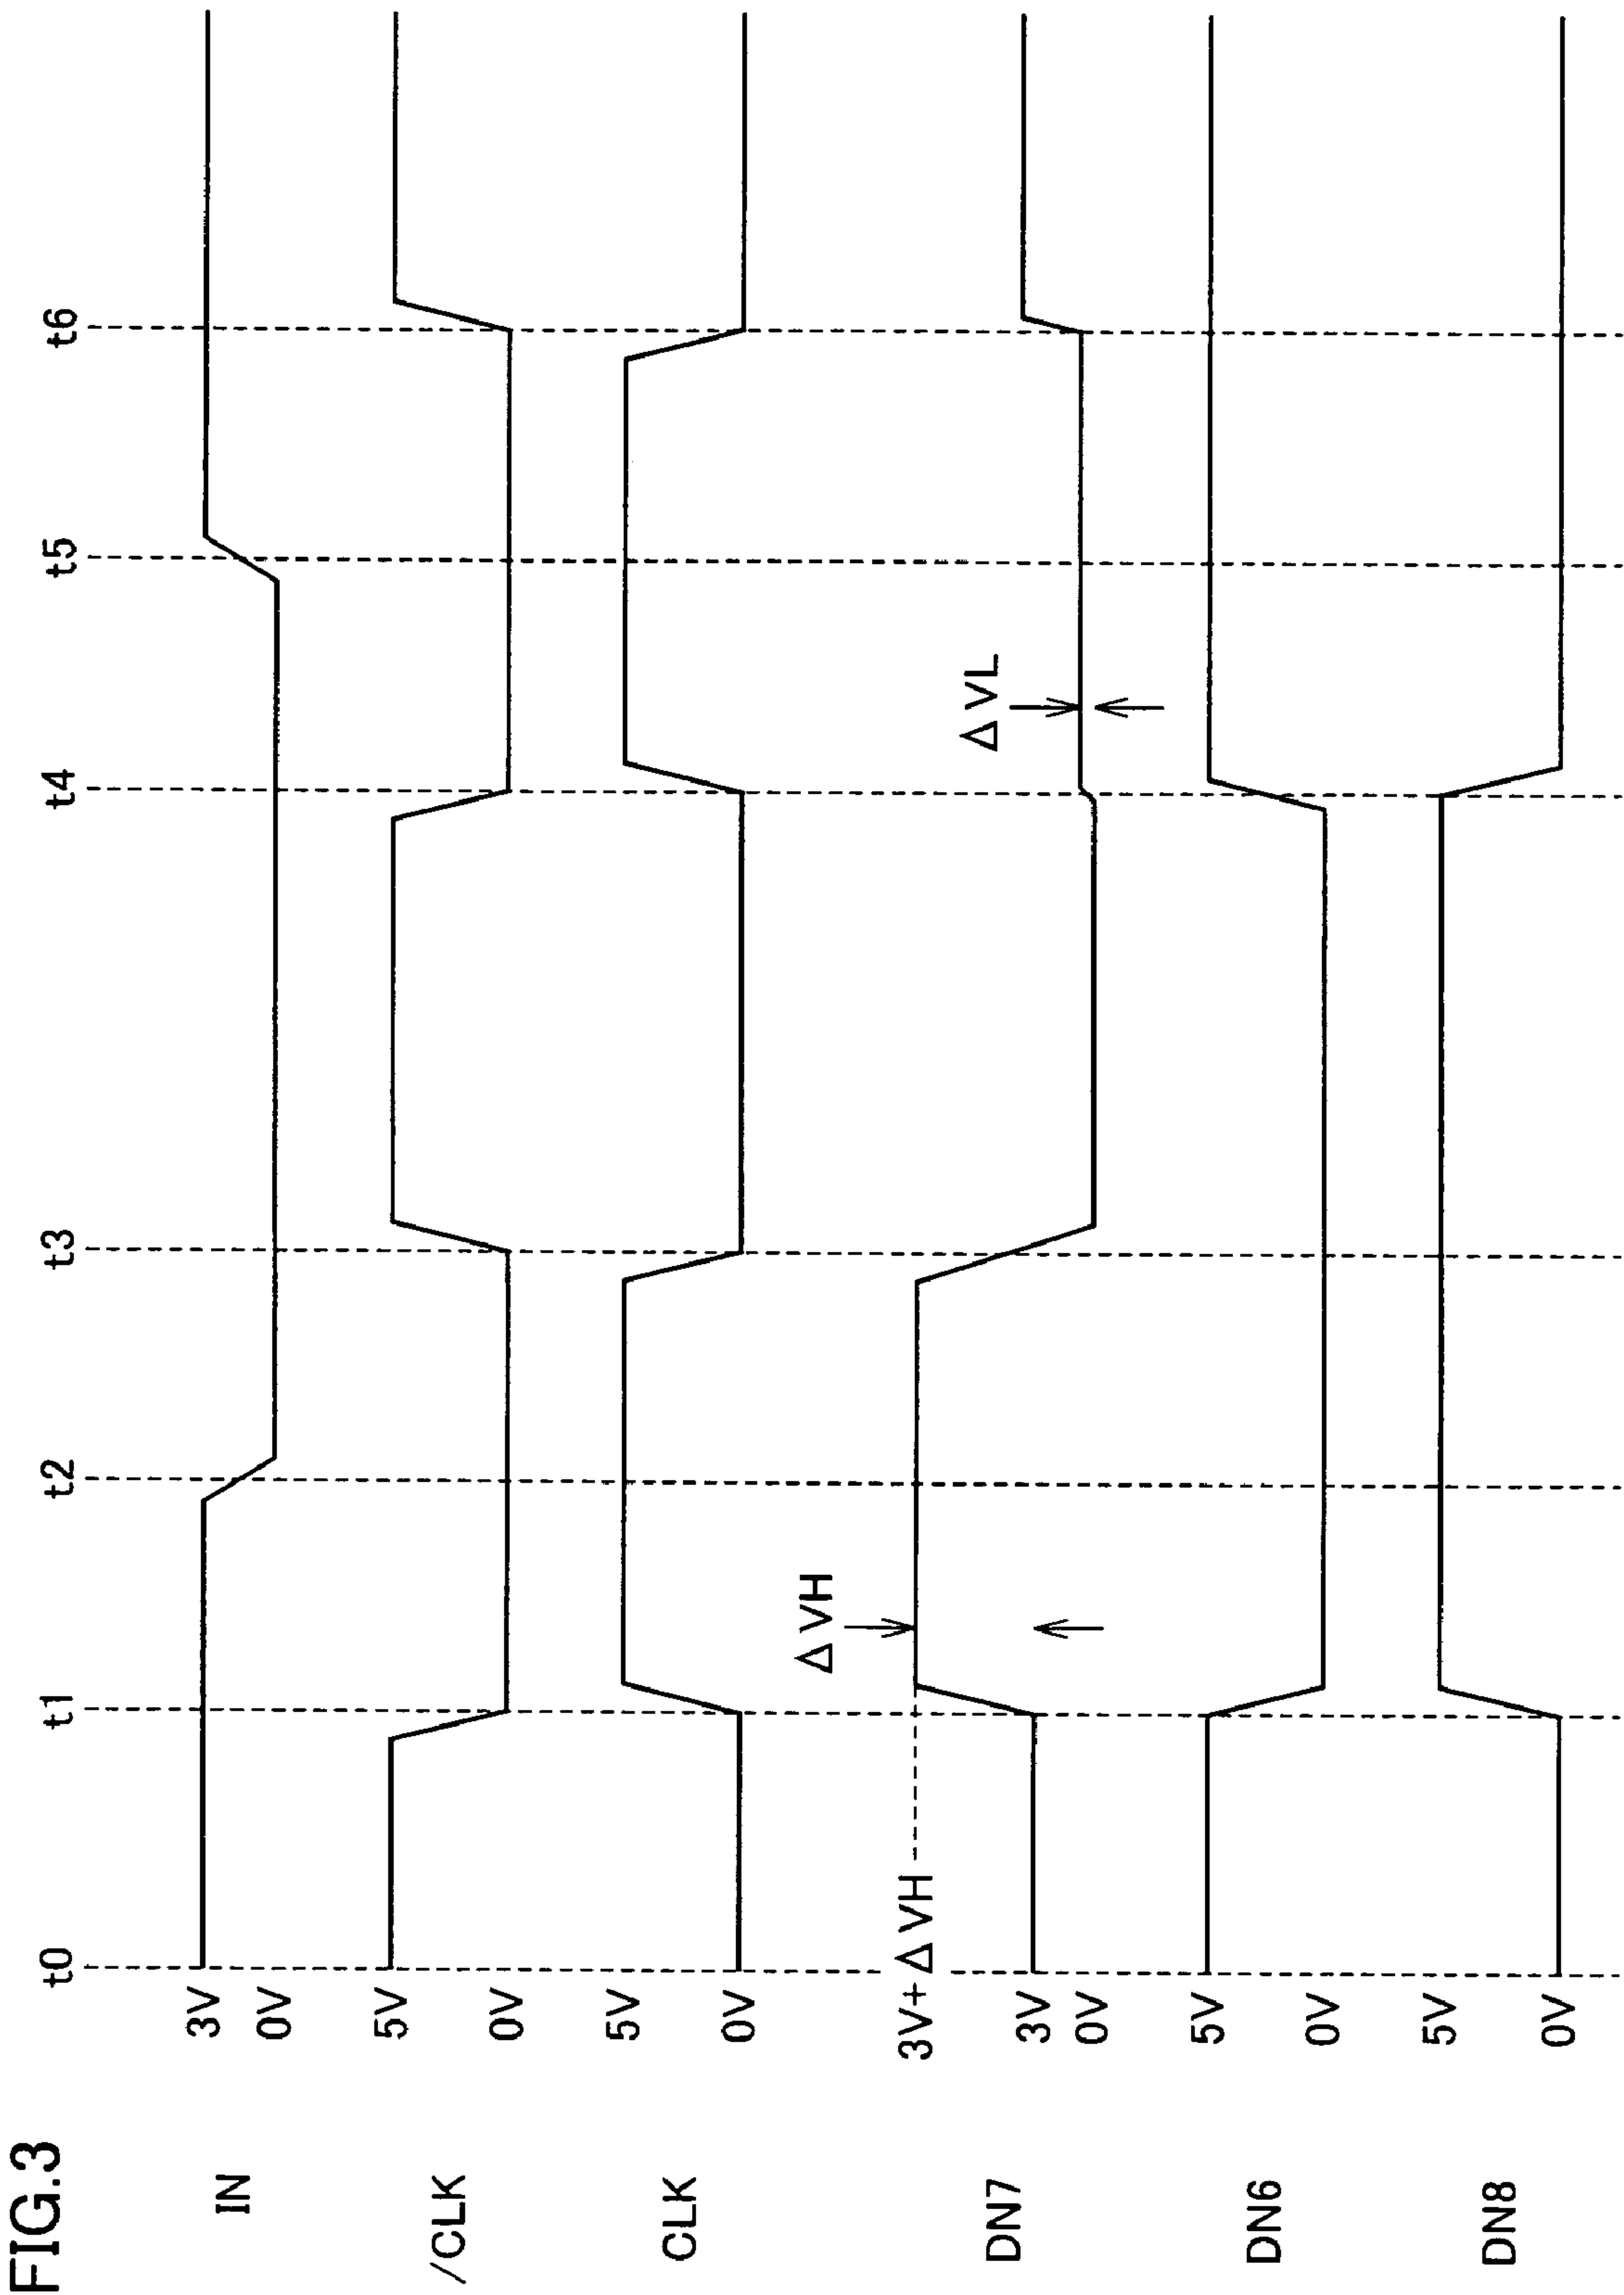 FIG.3
t0 t1 t2 t3 t4 t5 t6
IN
3V
0V
/CLK
5V
0V
CLK
5V
0V
DN7
3V+ΔVH
3V
0V
ΔVH
ΔVL
DN6
5V
0V
DN8
5V
0V